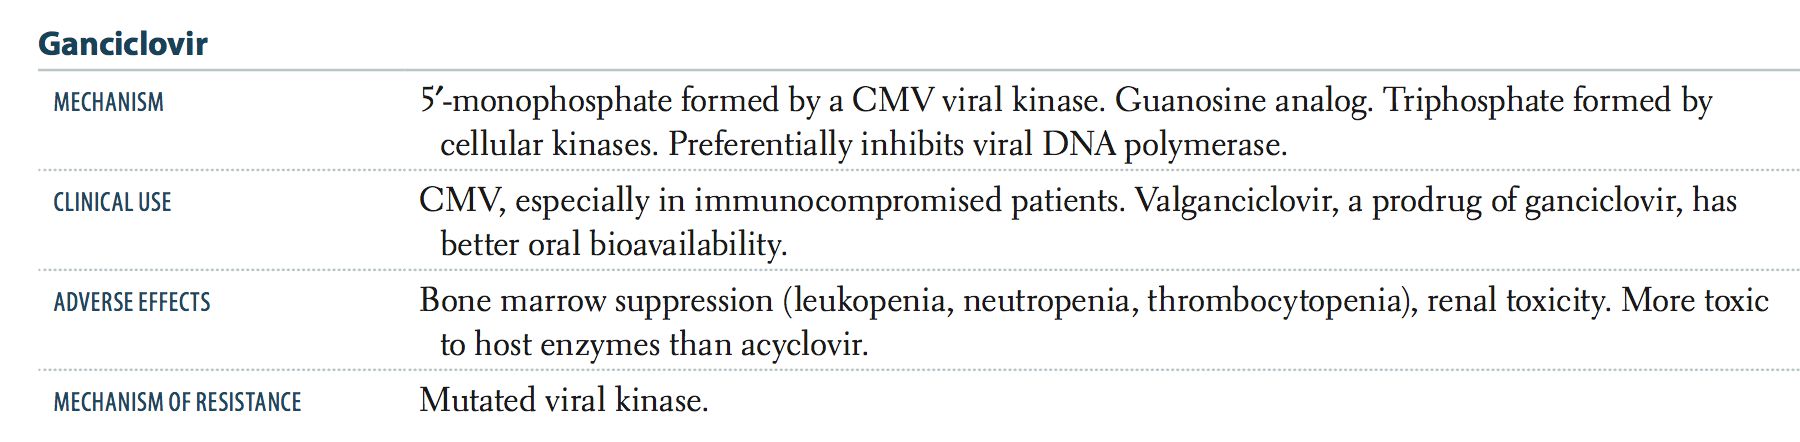 Ganciclovir
MECHANISM 5′-monophosphate formed by a CMV viral kinase. Guanosine analog. Triphosphate formed by
cellular kinases. Preferentially inhibits viral DNA polymerase.
CLINICAL USE CMV, especially in immunocompromised patients. Valganciclovir, a prodrug of ganciclovir, has
better oral bioavailability.
ADVERSE EFFECTS Bone marrow suppression (leukopenia, neutropenia, thrombocytopenia), renal toxicity. More toxic
to host enzymes than acyclovir.
MECHANISM OF RESISTANCE Mutated viral kinase.